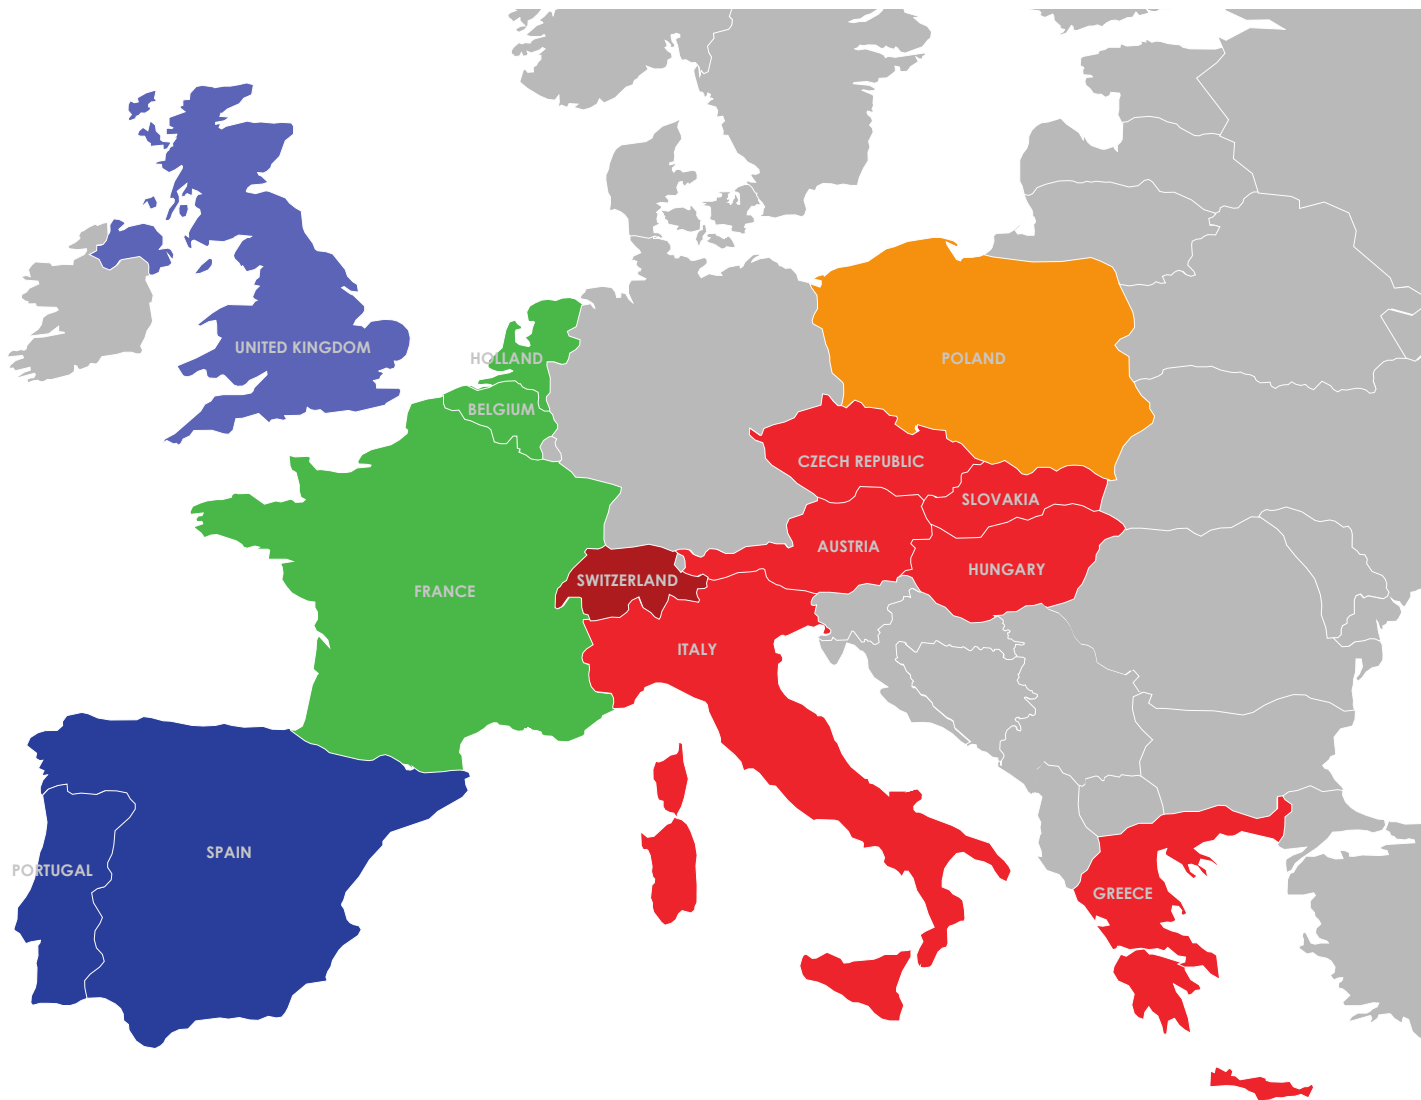 UNITED KINGDOM
HOLLAND
POLAND
BELGIUM
CZECH REPUBLIC
SLOVAKIA
AUSTRIA
HUNGARY
SWITZERLAND
FRANCE
ITALY
SPAIN
PORTUGAL
GREECE